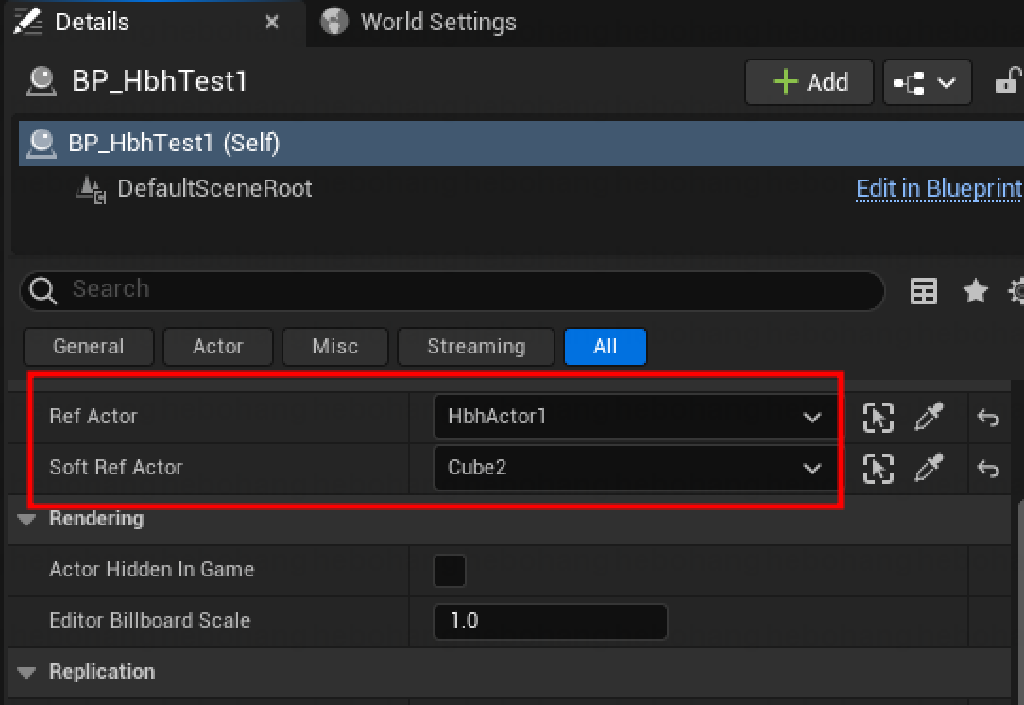 Details
World Settings
BP_HbhTest1
Add
BP_HbhTest1 (Self)
DefaultSceneRoot
Edit in Blueprint
Search
General
Actor
Misc
Streaming
All
Ref Actor
HbhActor1
Soft Ref Actor
Cube2
Rendering
Actor Hidden In Game
Editor Billboard Scale
1.0
Replication